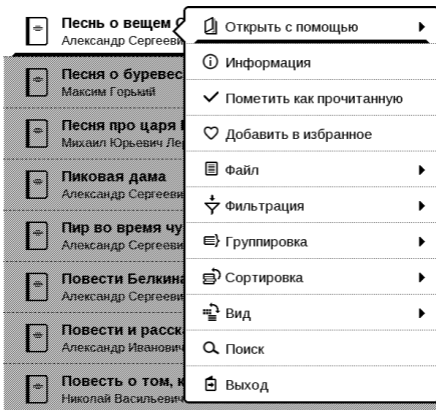 Песнь о вещем
Александр Сергееви
Песня о буревес
Максим Горький
Песня про царя
Михаил Юрьевич Ле
Пиковая дама
Александр Сергееви
Пир во время чу
Александр Сергееви
Повести Белкина
Александр Сергееви
Повести и расск
Александр Иванович
Повесть о том, к
Николай Васильевич
Открыть с помощью
Информация
Пометить как прочитанную
Добавить в избранное
Файл
Фильтрация
Группировка
Сортировка
Вид
Поиск
Выход